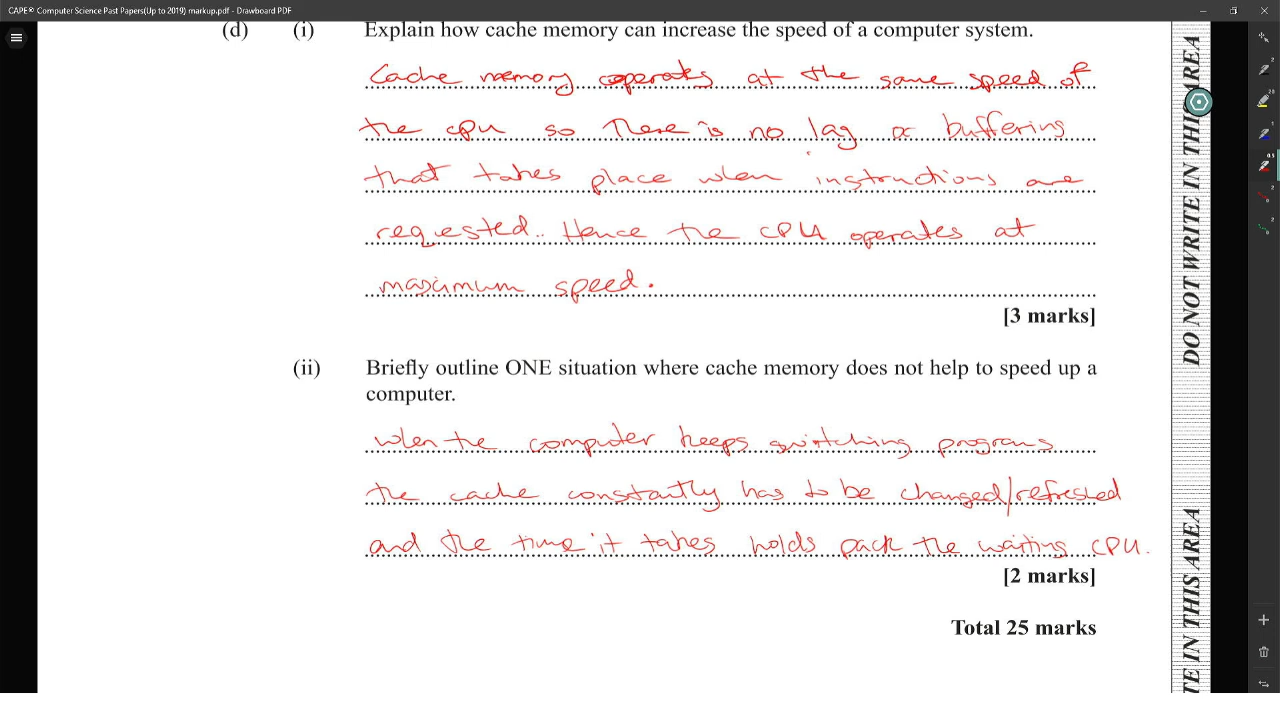 CAPE® Computer Science Past Papers(Up to 2019) markup.pdf - Drawboard PDF
(d) (i) Explain how cache memory can increase the speed of a computer system.
Cache memory operates at the same speed of
the cpu so there is no lag or buffering
that takes place when instructions are
requested.. Hence the CPU operates at
maximum speed.
[3 marks]
(ii) Briefly outline ONE situation where cache memory does not help to speed up a
computer.
when the computer keeps switching programs
the cache constantly has to be changed/refreshed
and the time it takes holds pack the waiting CPU.
[2 marks]
Total 25 marks
DO NOT WRITE IN THIS AREA
TE IN THIS AREA